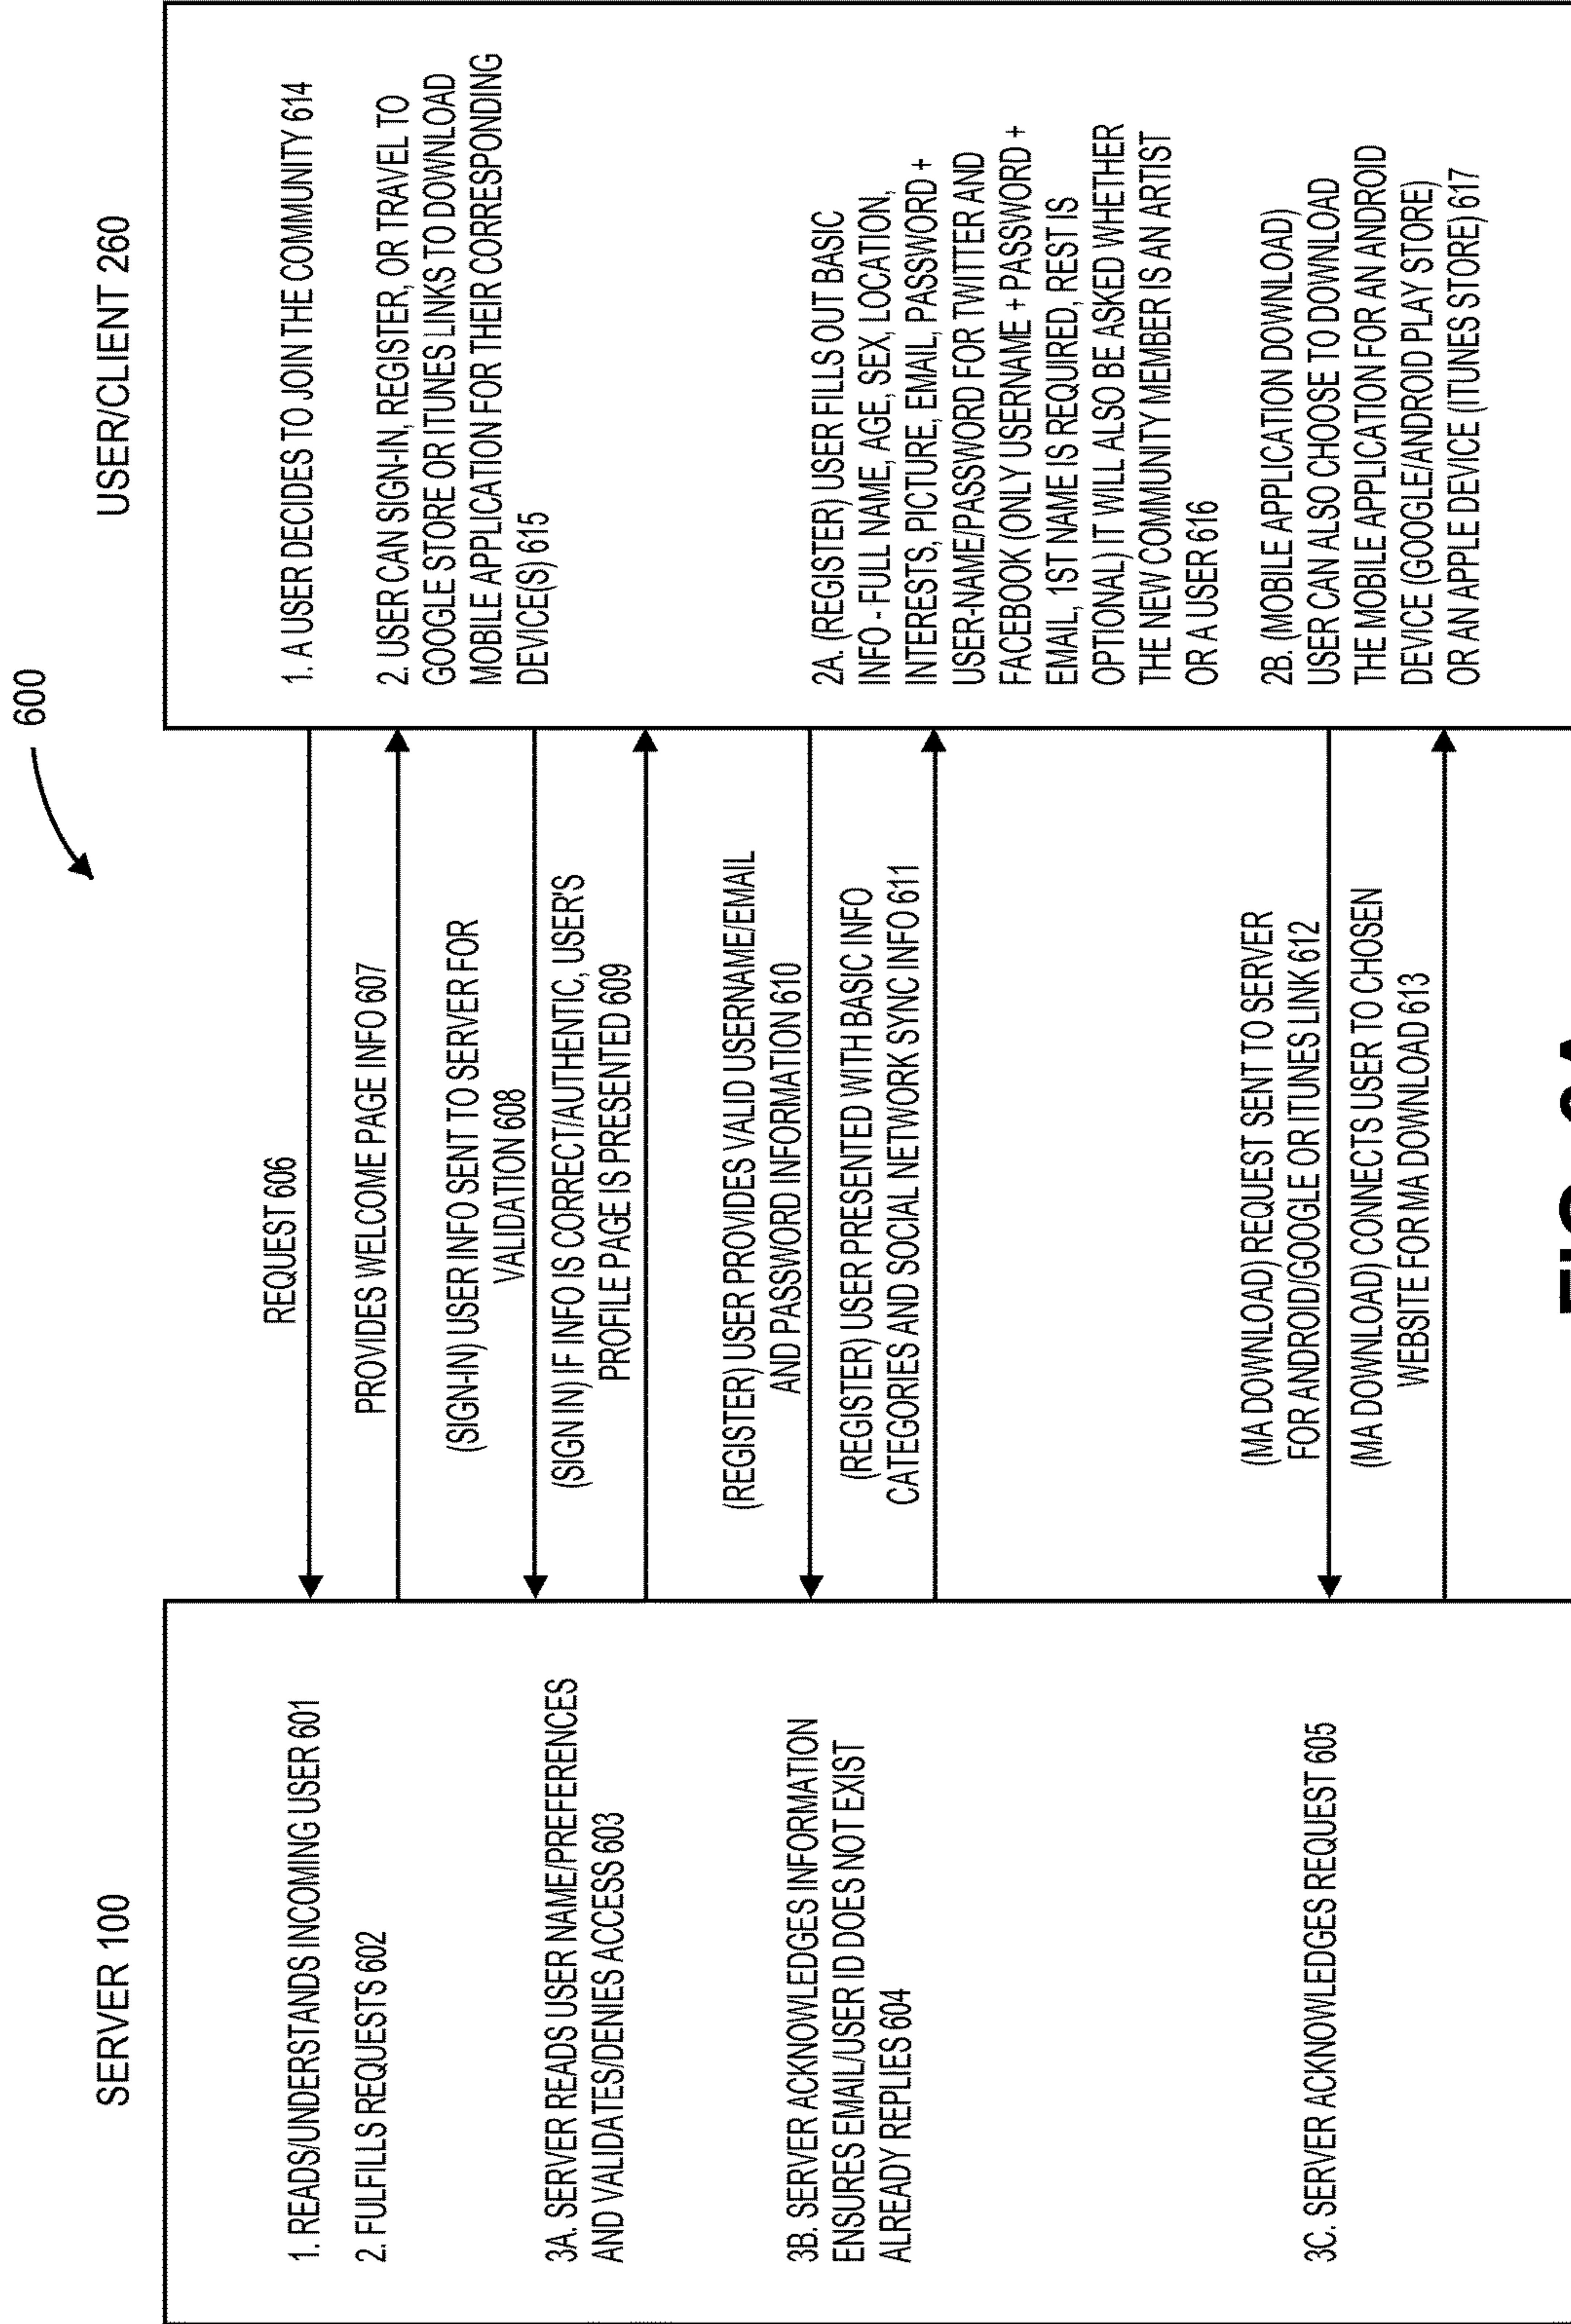 600
SERVER 100
1. READS/UNDERSTANDS INCOMING USER 601
2. FULFILLS REQUESTS 602
3A. SERVER READS USER NAME/PREFERENCES
AND VALIDATES/DENIES ACCESS 603
3B. SERVER ACKNOWLEDGES INFORMATION
ENSURES EMAIL/USER ID DOES NOT EXIST
ALREADY REPLIES 604
3C. SERVER ACKNOWLEDGES REQUEST 605
REQUEST 606
PROVIDES WELCOME PAGE INFO 607
(SIGN-IN) USER INFO SENT TO SERVER FOR
VALIDATION 608
(SIGN IN) IF INFO IS CORRECT/AUTHENTIC, USER'S
PROFILE PAGE IS PRESENTED 609
(REGISTER) USER PROVIDES VALID USERNAME/EMAIL
AND PASSWORD INFORMATION 610
(REGISTER) USER PRESENTED WITH BASIC INFO
CATEGORIES AND SOCIAL NETWORK SYNC INFO 611
(MA DOWNLOAD) REQUEST SENT TO SERVER
FOR ANDROID/GOOGLE OR ITUNES LINK 612
(MA DOWNLOAD) CONNECTS USER TO CHOSEN
WEBSITE FOR MA DOWNLOAD 613
USER/CLIENT 260
1. A USER DECIDES TO JOIN THE COMMUNITY 614
2. USER CAN SIGN-IN, REGISTER, OR TRAVEL TO
GOOGLE STORE OR ITUNES LINKS TO DOWNLOAD
MOBILE APPLICATION FOR THEIR CORRESPONDING
DEVICE(S) 615
2A. (REGISTER) USER FILLS OUT BASIC
INFO - FULL NAME, AGE, SEX, LOCATION,
INTERESTS, PICTURE, EMAIL, PASSWORD +
USER-NAME/PASSWORD FOR TWITTER AND
FACEBOOK (ONLY USERNAME + PASSWORD +
EMAIL, 1ST NAME IS REQUIRED, REST IS
OPTIONAL) IT WILL ALSO BE ASKED WHETHER
THE NEW COMMUNITY MEMBER IS AN ARTIST
OR A USER 616
2B. (MOBILE APPLICATION DOWNLOAD)
USER CAN ALSO CHOOSE TO DOWNLOAD
THE MOBILE APPLICATION FOR AN ANDROID
DEVICE (GOOGLE/ANDROID PLAY STORE)
OR AN APPLE DEVICE (ITUNES STORE) 617